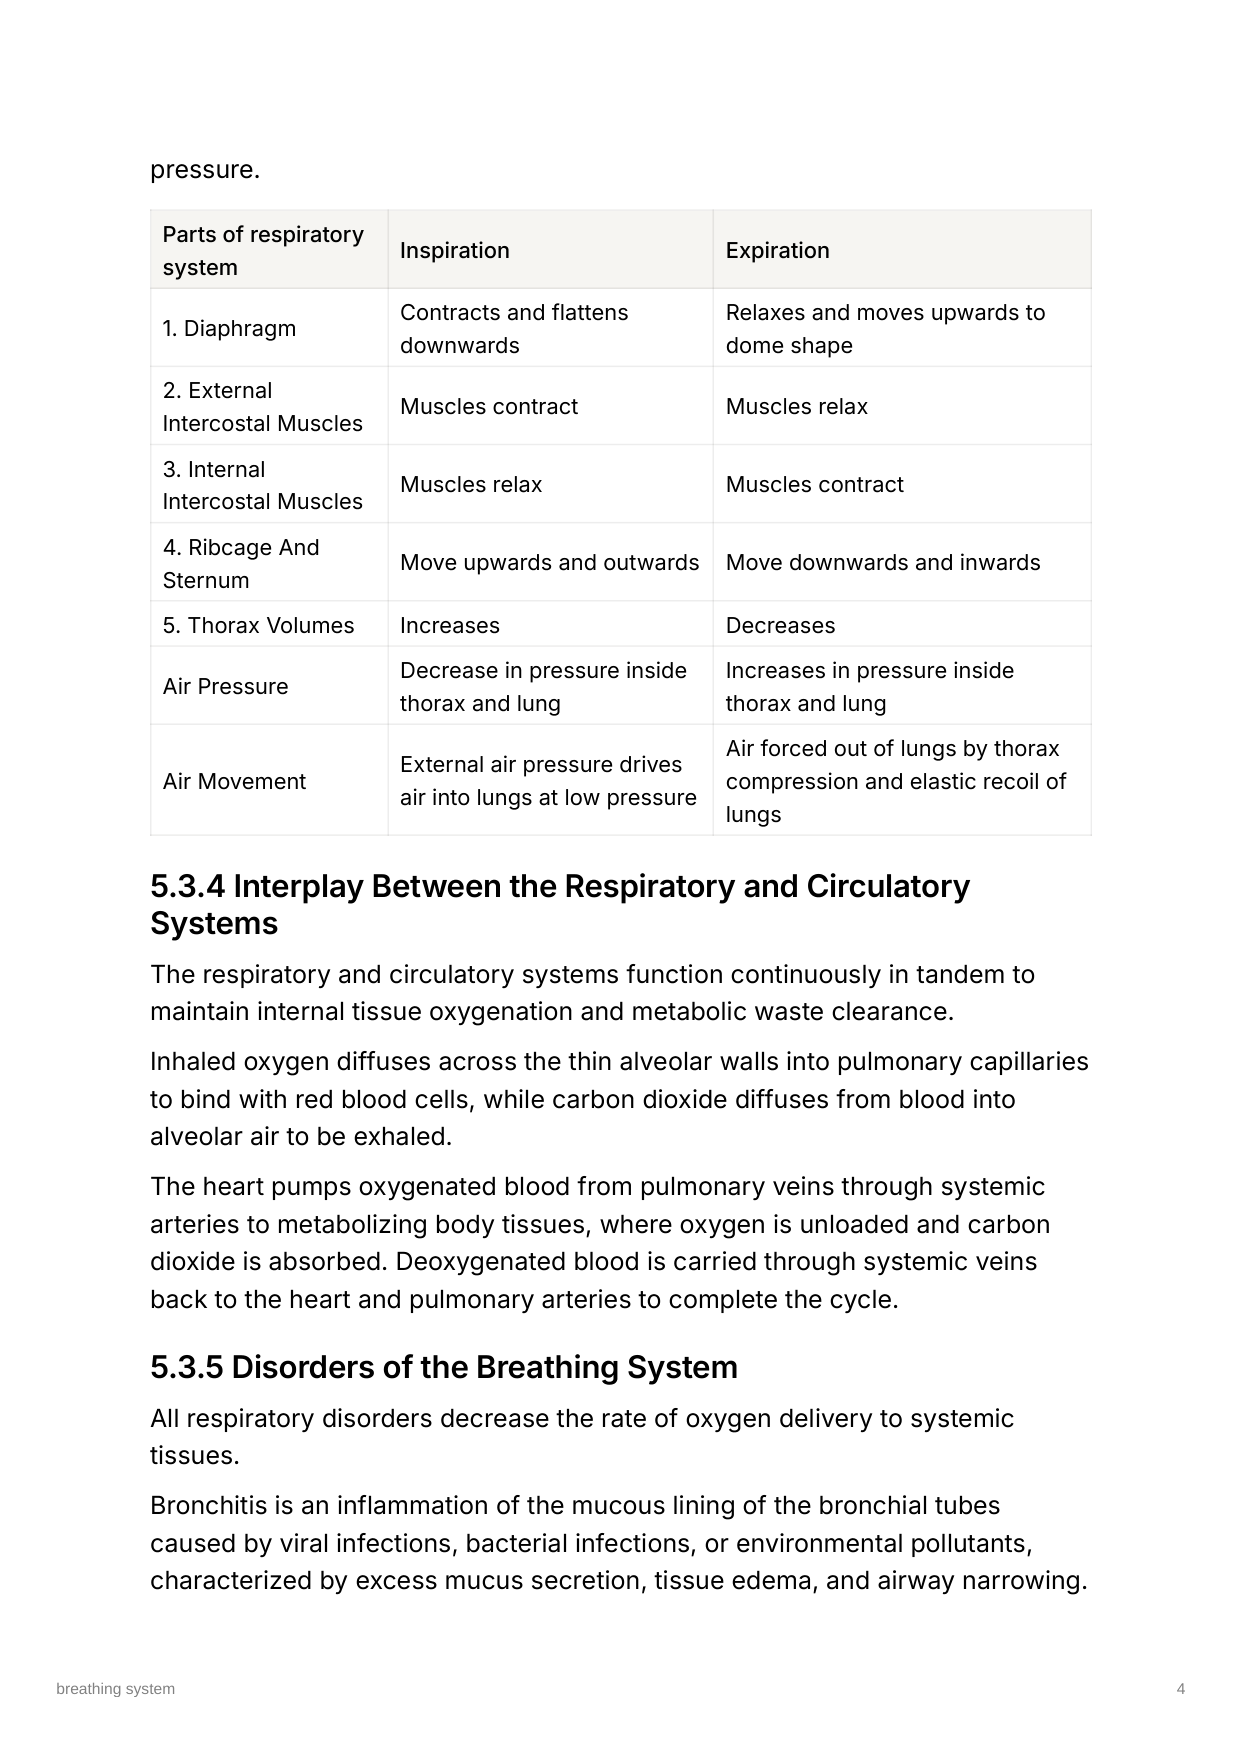 pressure.
Parts of respiratory
system
Inspiration
Expiration
1. Diaphragm
Contracts and flattens
downwards
Relaxes and moves upwards to
dome shape
2. External
Intercostal Muscles
Muscles contract
Muscles relax
3. Internal
Intercostal Muscles
Muscles relax
Muscles contract
4. Ribcage And
Sternum
Move upwards and outwards
Move downwards and inwards
5. Thorax Volumes
Increases
Decreases
Air Pressure
Decrease in pressure inside
thorax and lung
Increases in pressure inside
thorax and lung
Air Movement
External air pressure drives
air into lungs at low pressure
Air forced out of lungs by thorax
compression and elastic recoil of
lungs
5.3.4 Interplay Between the Respiratory and Circulatory
Systems
The respiratory and circulatory systems function continuously in tandem to
maintain internal tissue oxygenation and metabolic waste clearance.
Inhaled oxygen diffuses across the thin alveolar walls into pulmonary capillaries
to bind with red blood cells, while carbon dioxide diffuses from blood into
alveolar air to be exhaled.
The heart pumps oxygenated blood from pulmonary veins through systemic
arteries to metabolizing body tissues, where oxygen is unloaded and carbon
dioxide is absorbed. Deoxygenated blood is carried through systemic veins
back to the heart and pulmonary arteries to complete the cycle.
5.3.5 Disorders of the Breathing System
All respiratory disorders decrease the rate of oxygen delivery to systemic
tissues.
Bronchitis is an inflammation of the mucous lining of the bronchial tubes
caused by viral infections, bacterial infections, or environmental pollutants,
characterized by excess mucus secretion, tissue edema, and airway narrowing.
breathing system
4